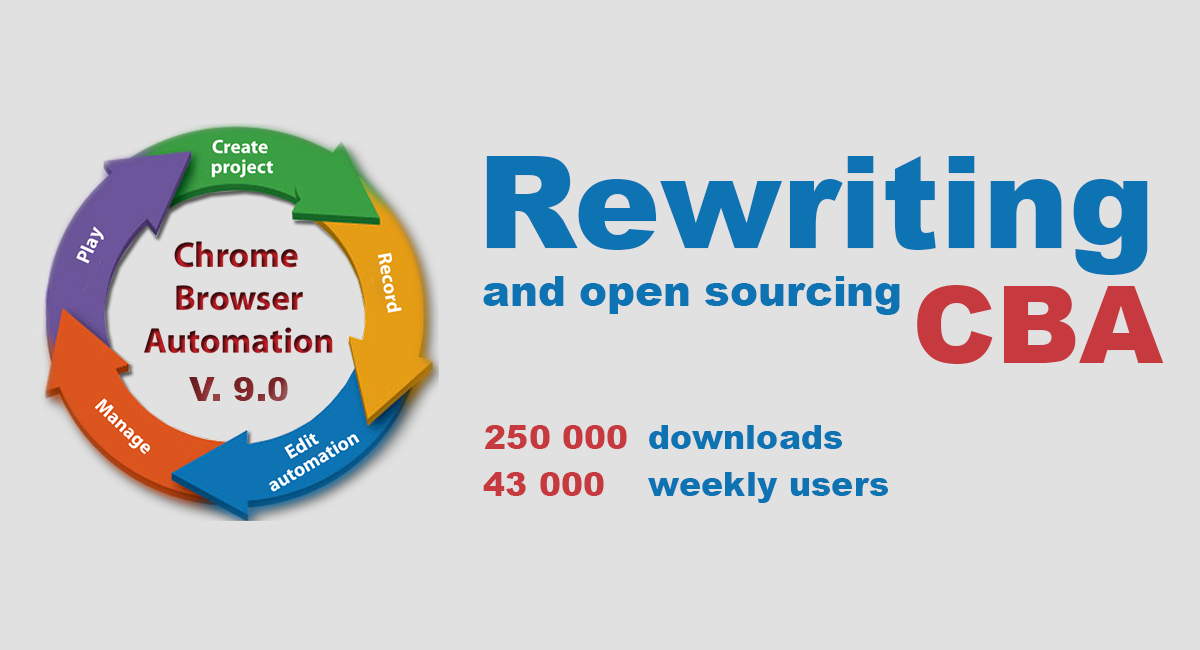 Create
project
Record
Edit
automation
Manage
Play
Chrome
Browser
Automation
V. 9.0
Rewriting
and open sourcing
CBA
250 000 downloads
43 000 weekly users